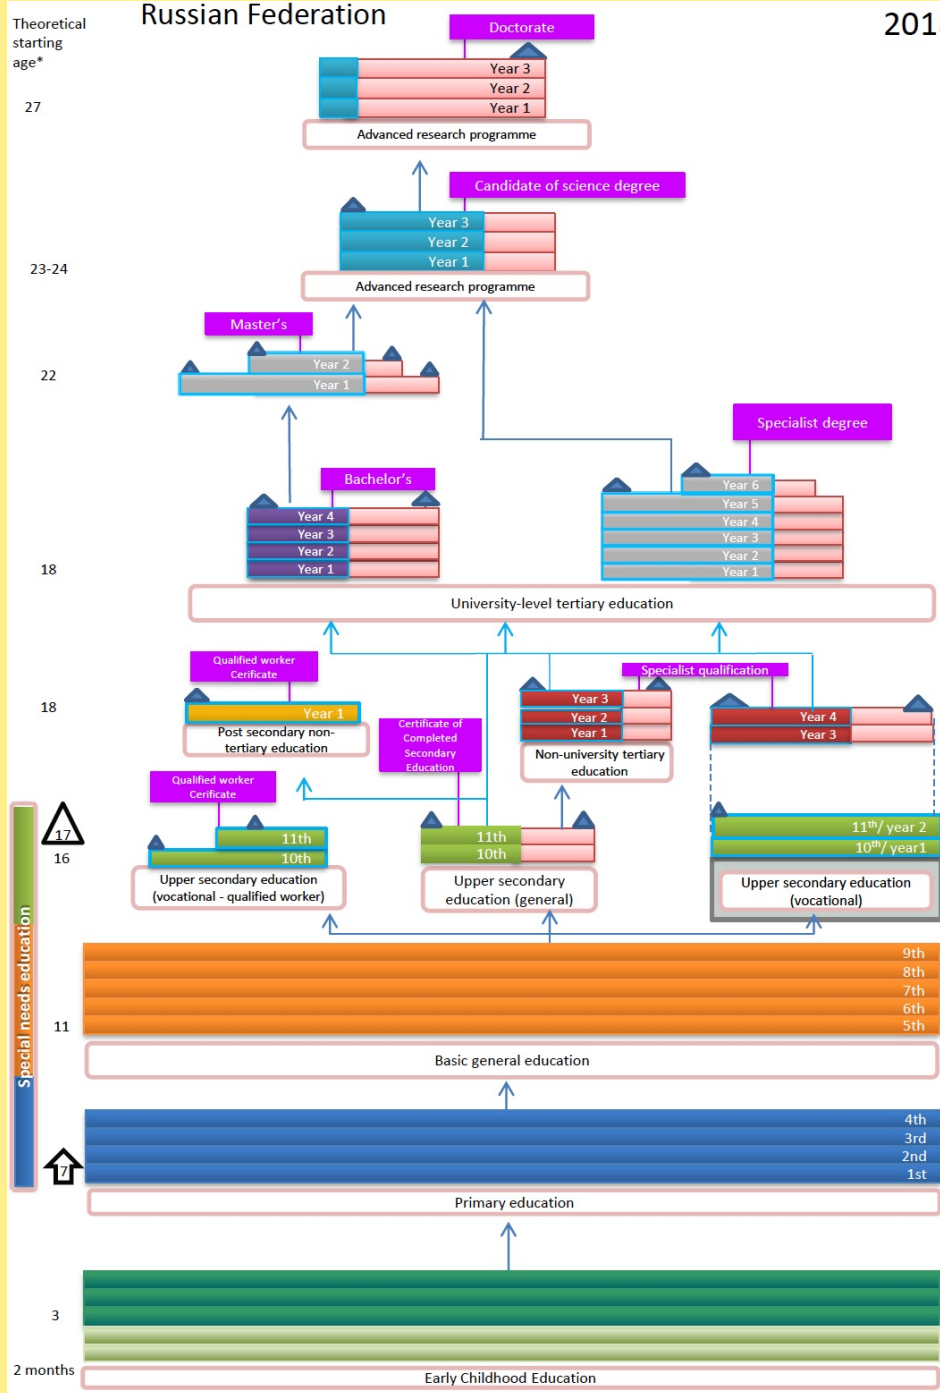 Russian Federation
201
Theoretical
starting
age*
Doctorate
Year 3
Year 2
Year 1
27
Advanced research programme
Candidate of science degree
Year 3
Year 2
Year 1
23-24
Advanced research programme
Master's
Year 2
Year 1
22
Specialist degree
Bachelor's
Year 4
Year 3
Year 2
Year 1
Year 6
Year 5
Year 4
Year 3
Year 2
Year 1
18
University-level tertiary education
Qualified worker
Cerificate
Year 1
18
Post secondary non-
tertiary education
Certificate of
Completed
Secondary
Education
Specialist qualification
Year 3
Year 2
Year 1
Non-university tertiary
education
Year 4
Year 3
Qualified worker
Cerificate
11th
10th
17
16
Upper secondary education
(vocational - qualified worker)
11th
10th
Upper secondary
education (general)
11th/ year 2
10th/ year1
Upper secondary education
(vocational)
Special needs education
9th
8th
7th
6th
5th
11
Basic general education
4th
3rd
2nd
1st
7
Primary education
3
2 months
Early Childhood Education